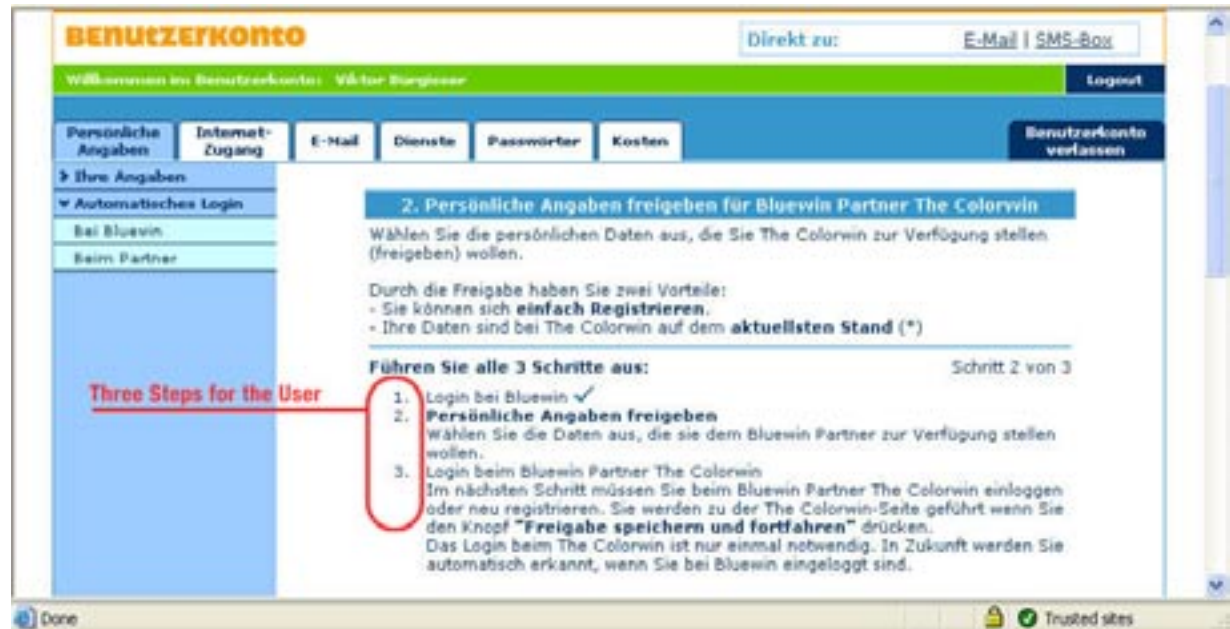 Benutzerkonto
Direkt zu: E-Mail | SMS-Box
Willkommen im Benutzerkonto: Viktor Bürgisser
Logout
Persönliche Angaben
Internet-Zugang
E-Mail
Dienste
Passwörter
Kosten
Benutzerkonto verlassen
Ihre Angaben
Automatisches Login
Bei Bluewin
Beim Partner
2. Persönliche Angaben freigeben für Bluewin Partner The Colorwin
Wählen Sie die persönlichen Daten aus, die Sie The Colorwin zur Verfügung stellen
(freigeben) wollen.
Durch die Freigabe haben Sie zwei Vorteile:
- Sie können sich einfach Registrieren.
- Ihre Daten sind bei The Colorwin auf dem aktuellsten Stand (*)
Führen Sie alle 3 Schritte aus: Schritt 2 von 3
Three Steps for the User
1. Login bei Bluewin ✓
2. Persönliche Angaben freigeben
Wählen Sie die Daten aus, die sie dem Bluewin Partner zur Verfügung stellen
wollen.
3. Login beim Bluewin Partner The Colorwin
Im nächsten Schritt müssen Sie beim Bluewin Partner The Colorwin einloggen
oder neu registrieren. Sie werden zu der The Colorwin-Seite geführt wenn Sie
den Knopf "Freigabe speichern und fortfahren" drücken.
Das Login beim The Colorwin ist nur einmal notwendig. In Zukunft werden Sie
automatisch erkannt, wenn Sie bei Bluewin eingeloggt sind.
Done
Trusted sites